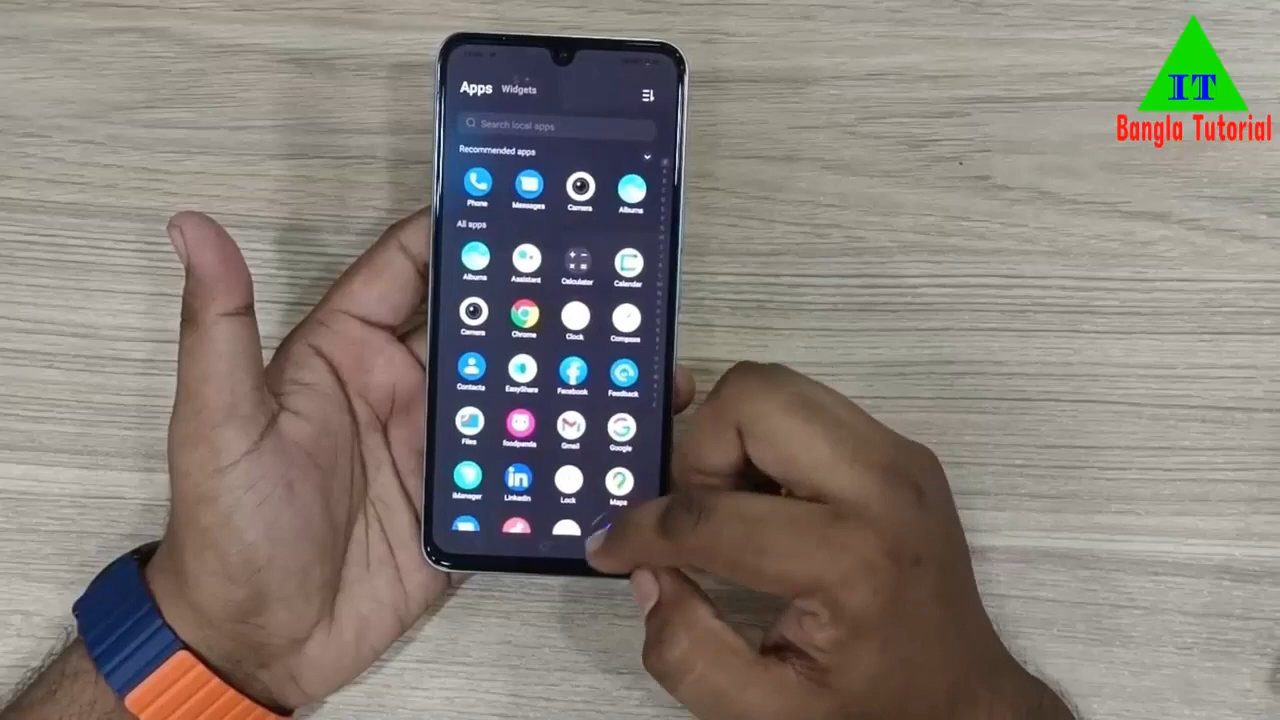 IT
Bangla Tutorial
Apps Widgets
Search local apps
Recommended apps
Phone Messages Camera Albums
All apps
Albums Assistant Calculator Calendar
Camera Chrome Clock Compass
Contacts EasyShare Facebook Feedback
Files foodpanda Gmail Google
iManager LinkedIn Lock Maps